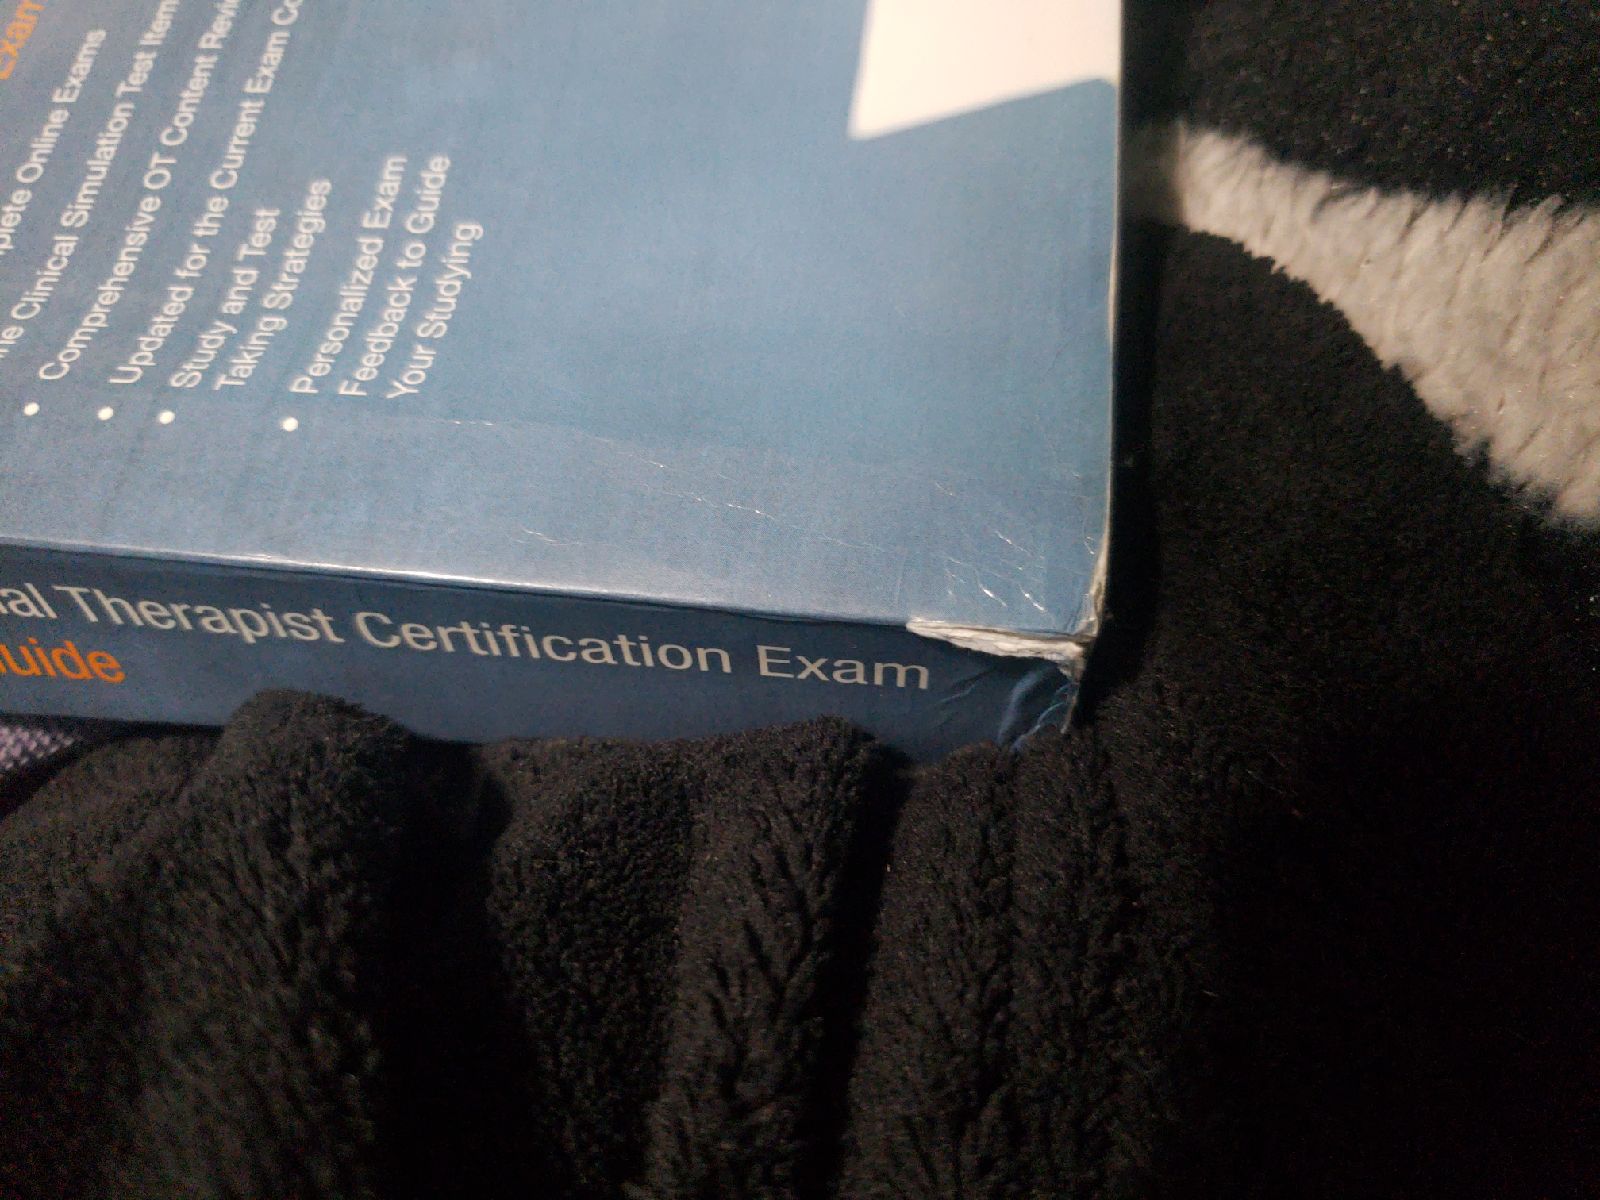 Exam
Online Exams
Clinical Simulation Test Item
• Comprehensive OT Content
• Updated for the Current Exam
• Study and Test
Taking Strategies
• Personalized Exam
Feedback to Guide
Your Studying
Therapist Certification Exam